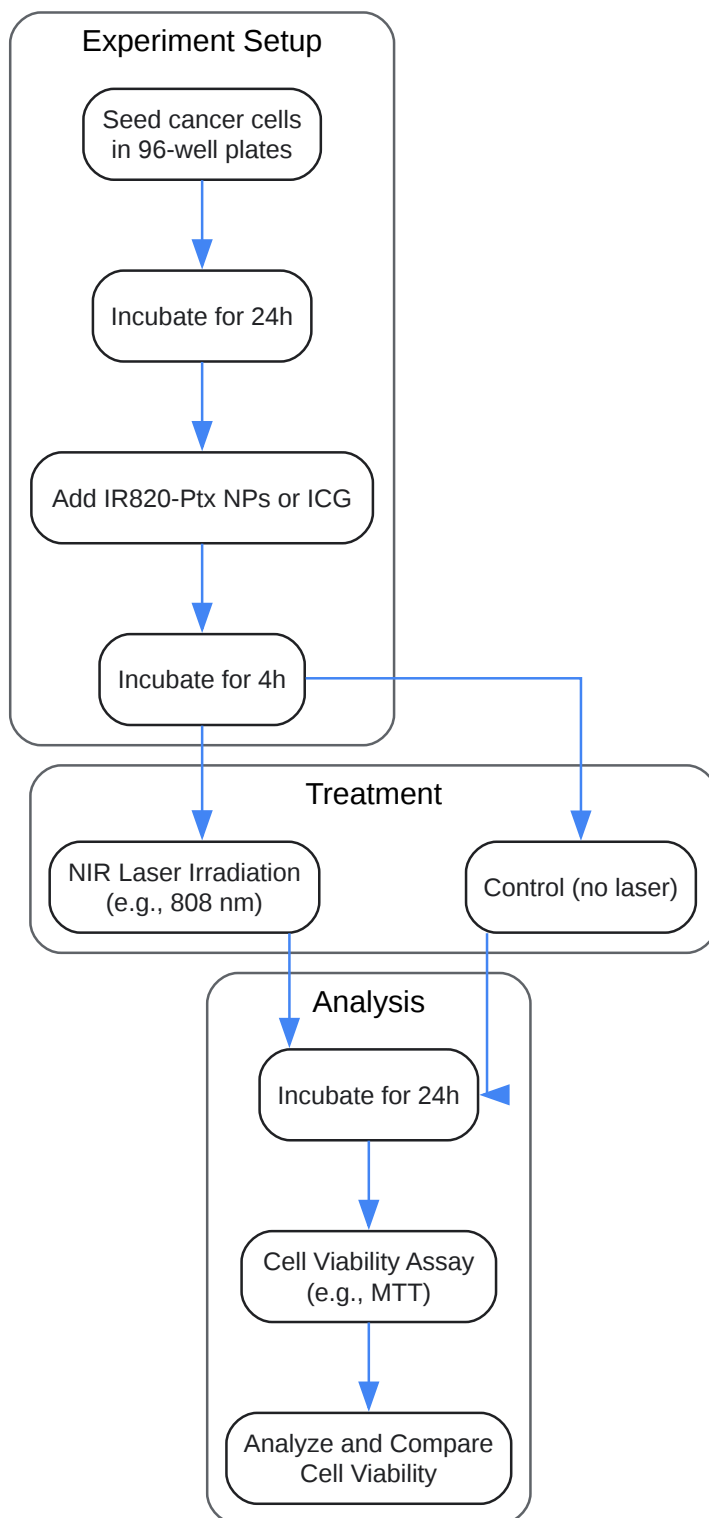 Experiment Setup
Seed cancer cells
in 96-well plates
Incubate for 24h
Add IR820-Ptx NPs or ICG
Incubate for 4h
Treatment
NIR Laser Irradiation
(e.g., 808 nm)
Control (no laser)
Analysis
Incubate for 24h
Cell Viability Assay
(e.g., MTT)
Analyze and Compare
Cell Viability